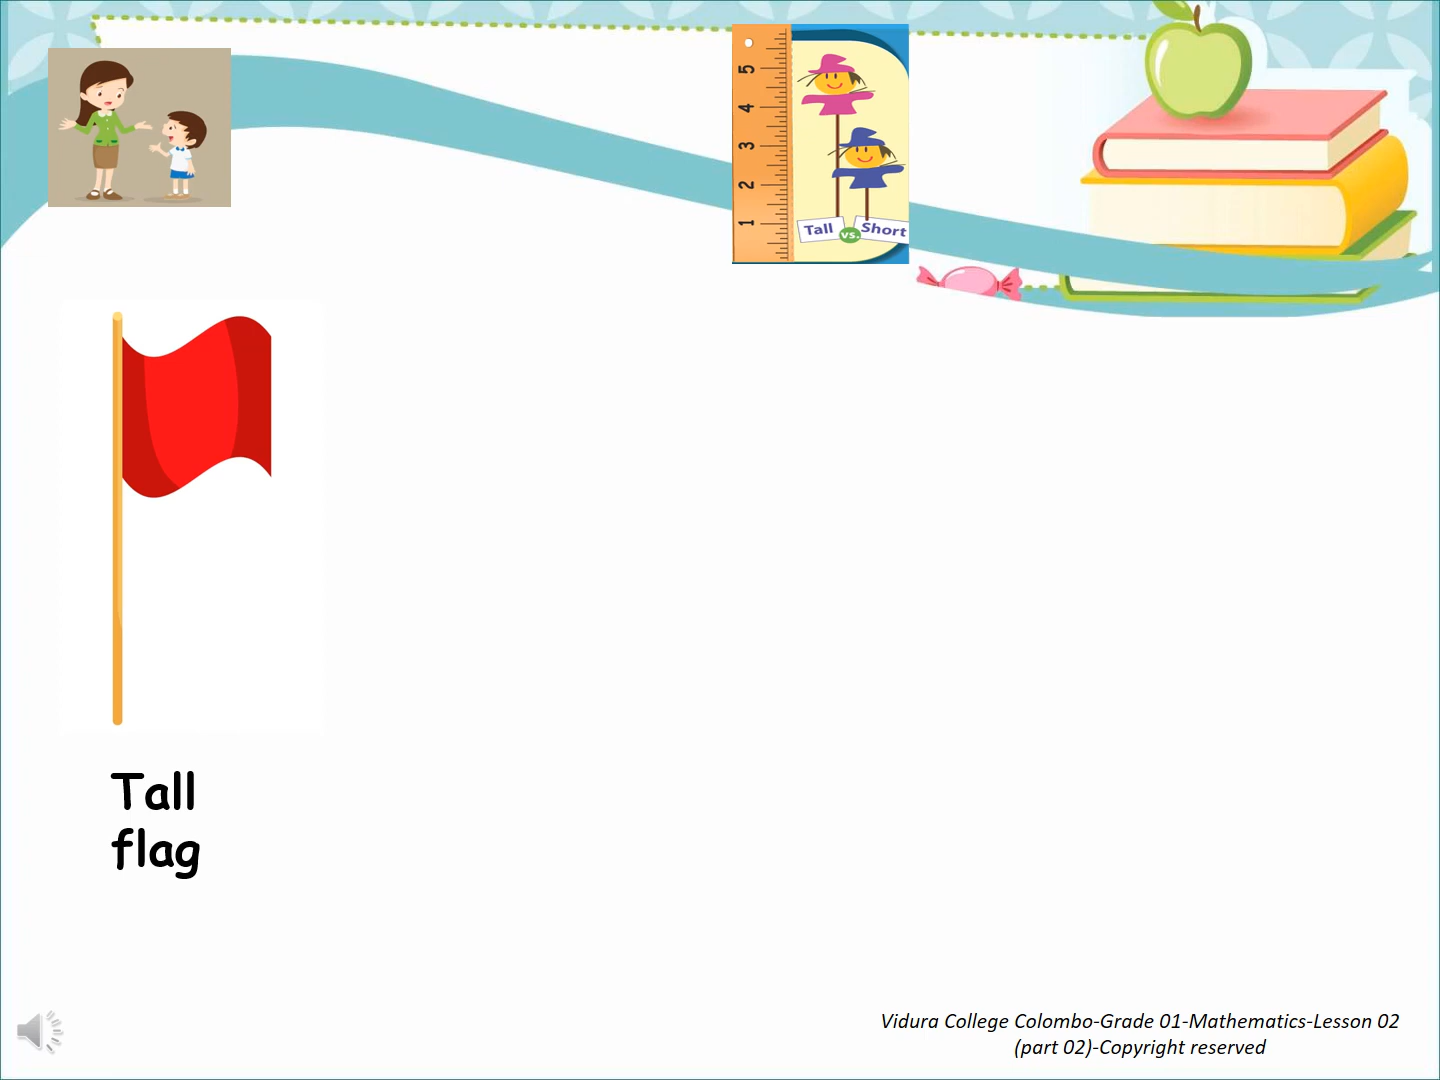 5
4
3
2
1
Tall vs. Short
Tall
flag
Vidura College Colombo-Grade 01-Mathematics-Lesson 02
(part 02)-Copyright reserved